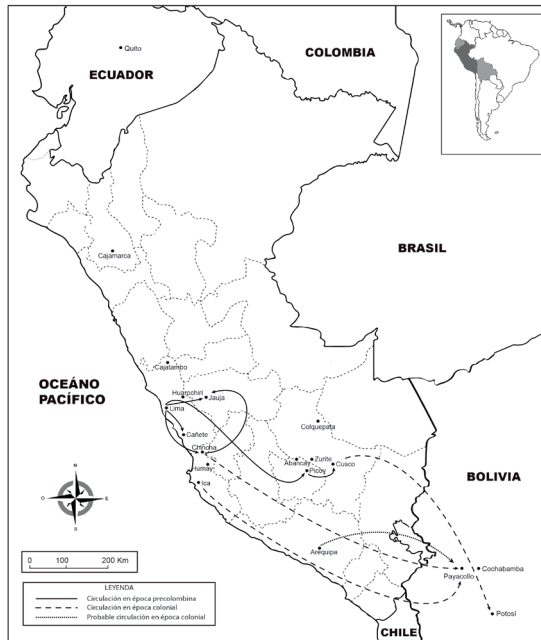 COLOMBIA
Quito
ECUADOR
BRASIL
Cajamarca
Cajatambo
OCEÁNO
PACÍFICO
Huarochirí
Jauja
Lima
Colquepata
Cañete
Chincha
Abancay
Zurite
Humay
Picoy
Cusco
Ica
BOLIVIA
N
O
E
S
Arequipa
Cochabamba
Payacollo
0 100 200 Km
LEYENDA
Circulación en época precolombina
Circulación en época colonial
Probable circulación en época colonial
Potosí
CHILE